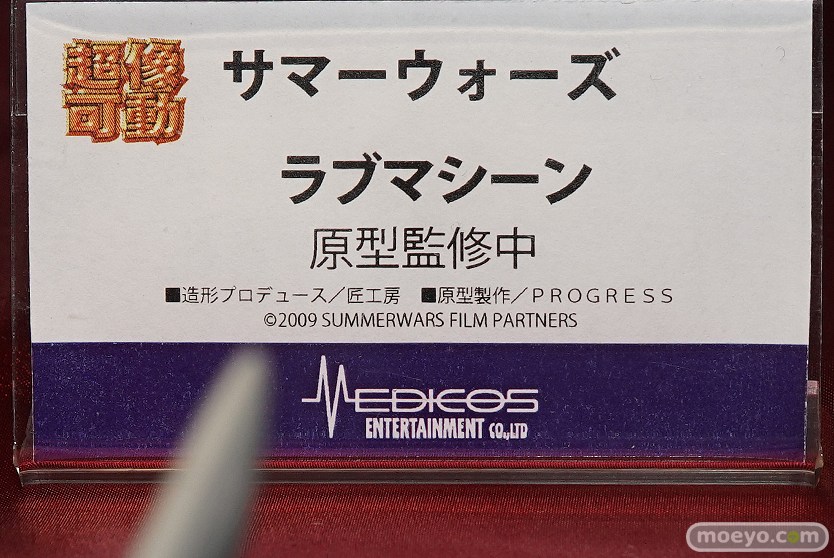 超像
可動
サマーウォーズ
ラブマシーン
原型監修中
■造形プロデュース／匠工房　■原型製作／PROGRESS
©2009 SUMMERWARS FILM PARTNERS
MEDICOS
ENTERTAINMENT CO.,LTD
moeyo.com